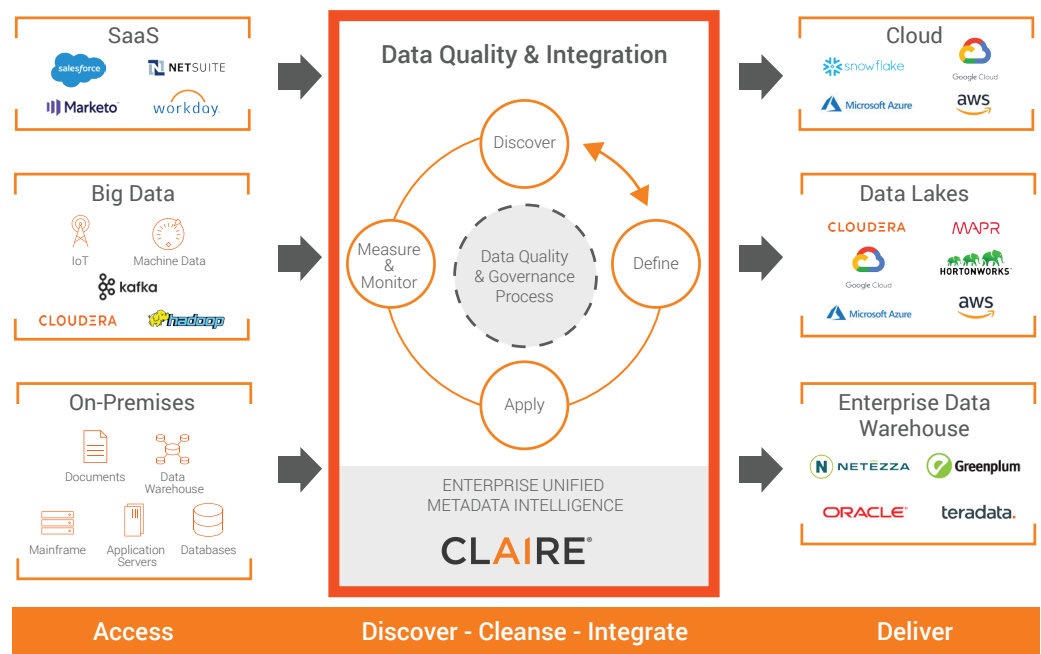 SaaS
salesforce
NETSUITE
Marketo
workday.
Big Data
IoT
Machine Data
kafka
CLOUDERA
hadoop
On-Premises
Documents
Data
Warehouse
Mainframe
Application
Servers
Databases
Data Quality & Integration
Discover
Measure
&
Monitor
Data Quality
& Governance
Process
Define
Apply
ENTERPRISE UNIFIED
METADATA INTELLIGENCE
CLAIRE®
Cloud
snowflake
Google Cloud
Microsoft Azure
aws
Data Lakes
CLOUDERA
MAPR
Google Cloud
HORTONWORKS
Microsoft Azure
aws
Enterprise Data
Warehouse
N NETEZZA
Greenplum
ORACLE®
teradata.
Access
Discover - Cleanse - Integrate
Deliver